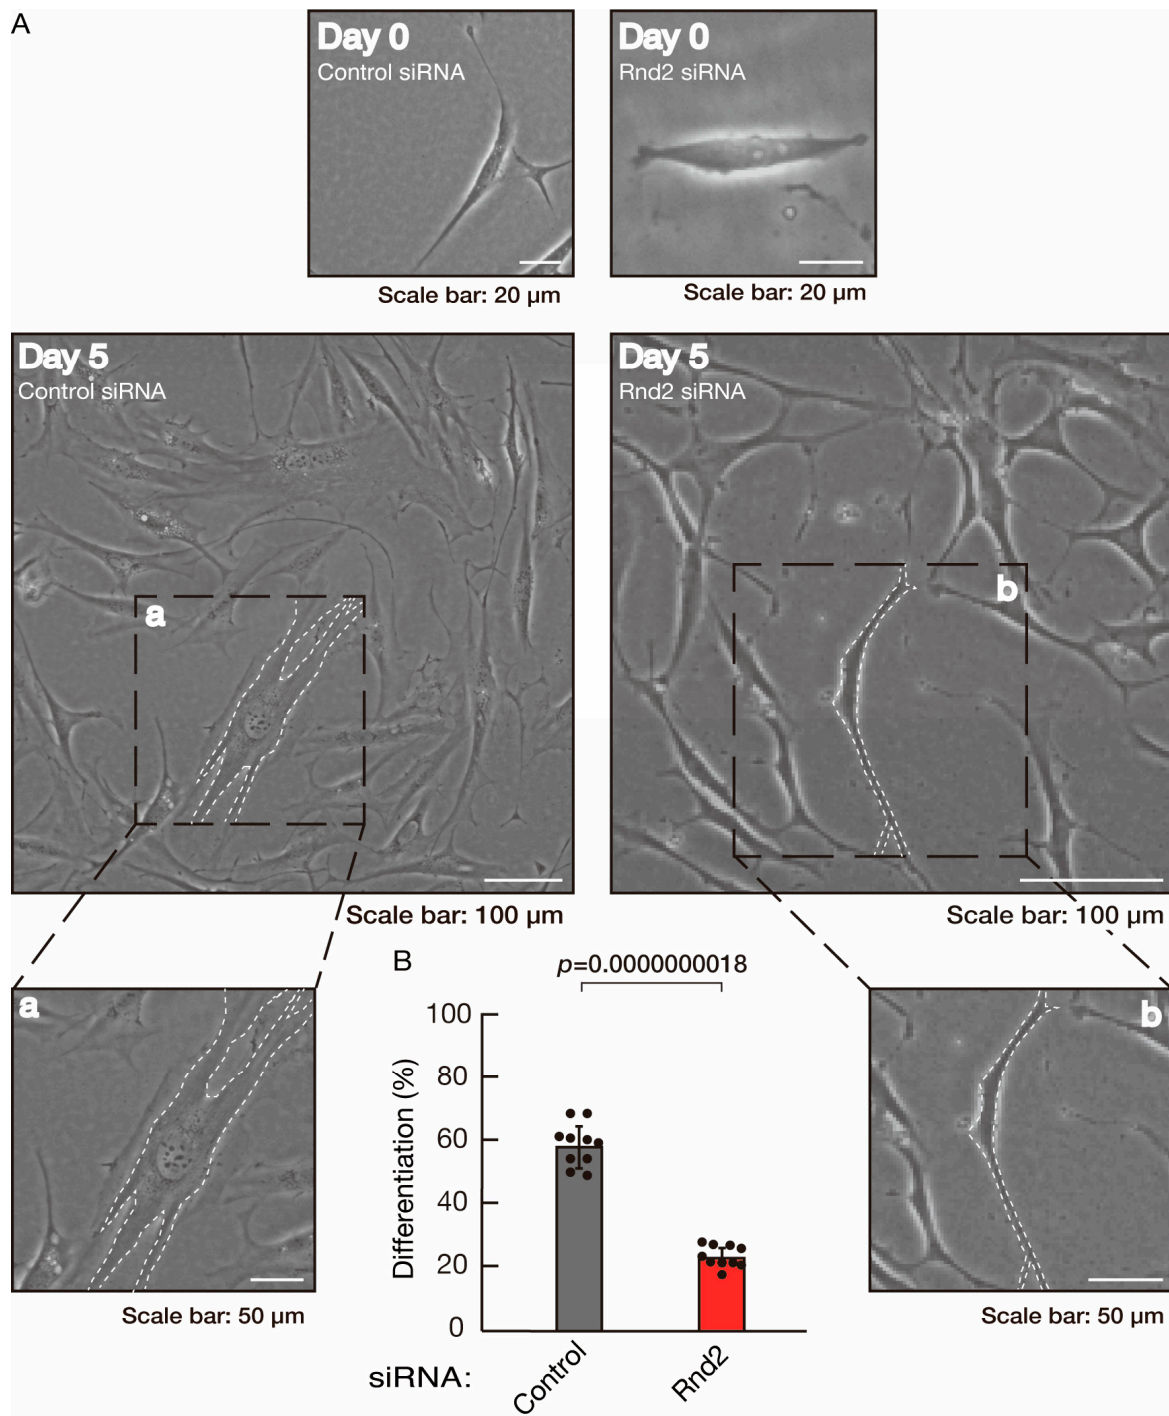 A
Day 0
Control siRNA
Day 0
Rnd2 siRNA
Scale bar: 20 µm
Scale bar: 20 µm
Day 5
Control siRNA
Day 5
Rnd2 siRNA
a
b
Scale bar: 100 µm
Scale bar: 100 µm
B
p=0.0000000018
a
b
100
80
60
40
20
0
Differentiation (%)
Scale bar: 50 µm
Scale bar: 50 µm
siRNA:
Control
Rnd2